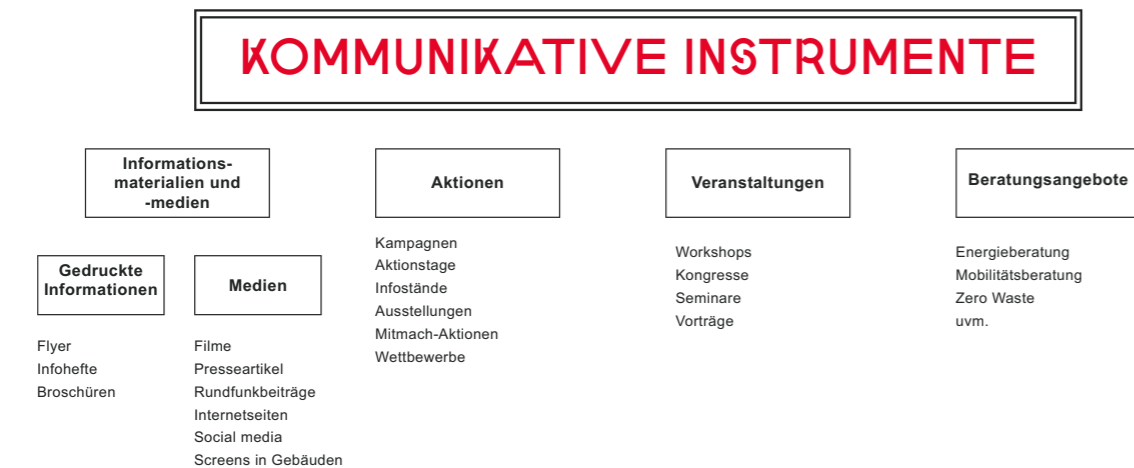 KOMMUNIKATIVE INSTRUMENTE
Informations-
materialien und
-medien
Gedruckte
Informationen
Flyer
Infohefte
Broschüren
Medien
Filme
Presseartikel
Rundfunkbeiträge
Internetseiten
Social media
Screens in Gebäuden
Aktionen
Kampagnen
Aktionstage
Infostände
Ausstellungen
Mitmach-Aktionen
Wettbewerbe
Veranstaltungen
Workshops
Kongresse
Seminare
Vorträge
Beratungsangebote
Energieberatung
Mobilitätsberatung
Zero Waste
uvm.